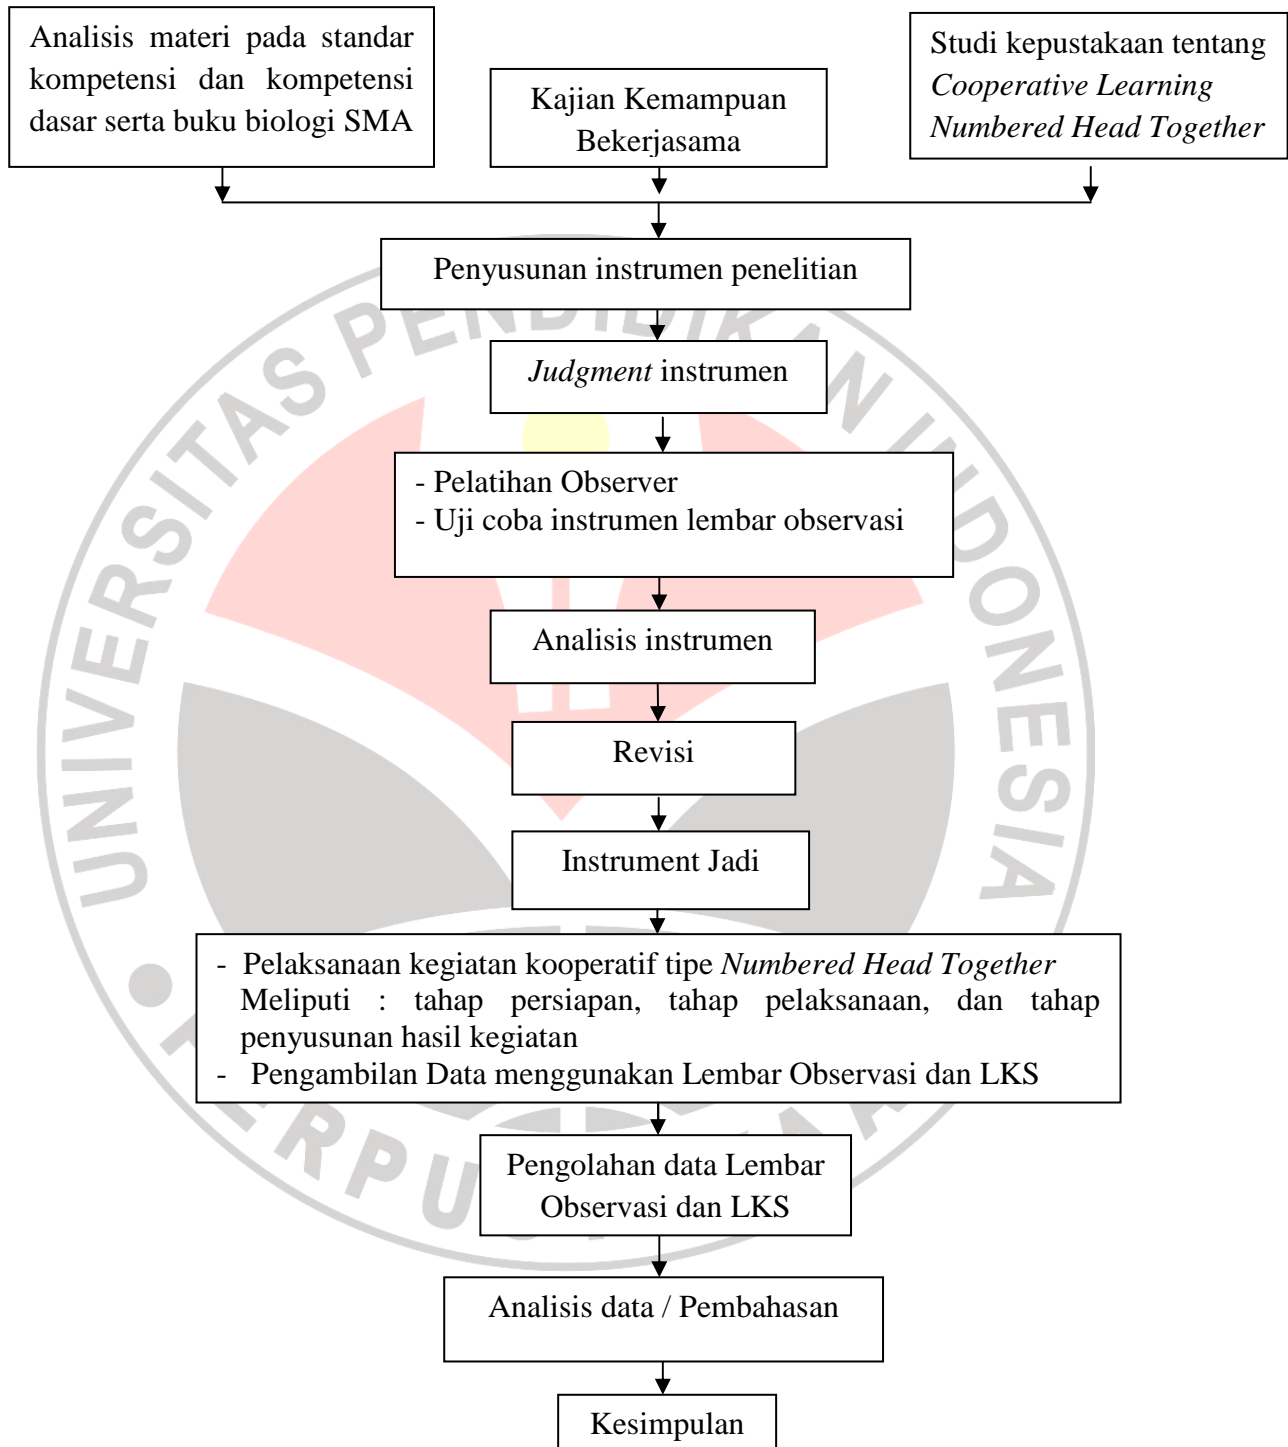 Analisis materi pada standar
kompetensi dan kompetensi
dasar serta buku biologi SMA
Kajian Kemampuan
Bekerjasama
Studi kepustakaan tentang
Cooperative Learning
Numbered Head Together
Penyusunan instrumen penelitian
Judgment instrumen
- Pelatihan Observer
- Uji coba instrumen lembar observasi
Analisis instrumen
Revisi
Instrument Jadi
- Pelaksanaan kegiatan kooperatif tipe Numbered Head Together
Meliputi : tahap persiapan, tahap pelaksanaan, dan tahap
penyusunan hasil kegiatan
- Pengambilan Data menggunakan Lembar Observasi dan LKS
Pengolahan data Lembar
Observasi dan LKS
Analisis data / Pembahasan
Kesimpulan
UNIVERSITAS PENDIDIKAN INDONESIA